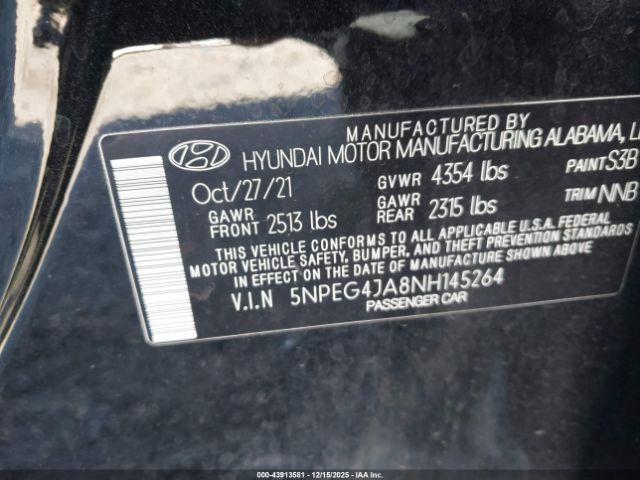 MANUFACTURED BY
HYUNDAI MOTOR MANUFACTURING ALABAMA,
Oct/27/21 GVWR 4354 lbs PAINT S3B
GAWR FRONT 2513 lbs GAWR REAR 2315 lbs TRIM NNB
THIS VEHICLE CONFORMS TO ALL APPLICABLE U.S.A. FEDERAL
MOTOR VEHICLE SAFETY, BUMPER, AND THEFT PREVENTION STANDARDS
IN EFFECT ON THE DATE OF MANUFACTURE SHOWN ABOVE.
V.I.N 5NPEG4JA8NH145264
PASSENGER CAR
000-43913581 - 12/15/2025 - IAA, Inc.